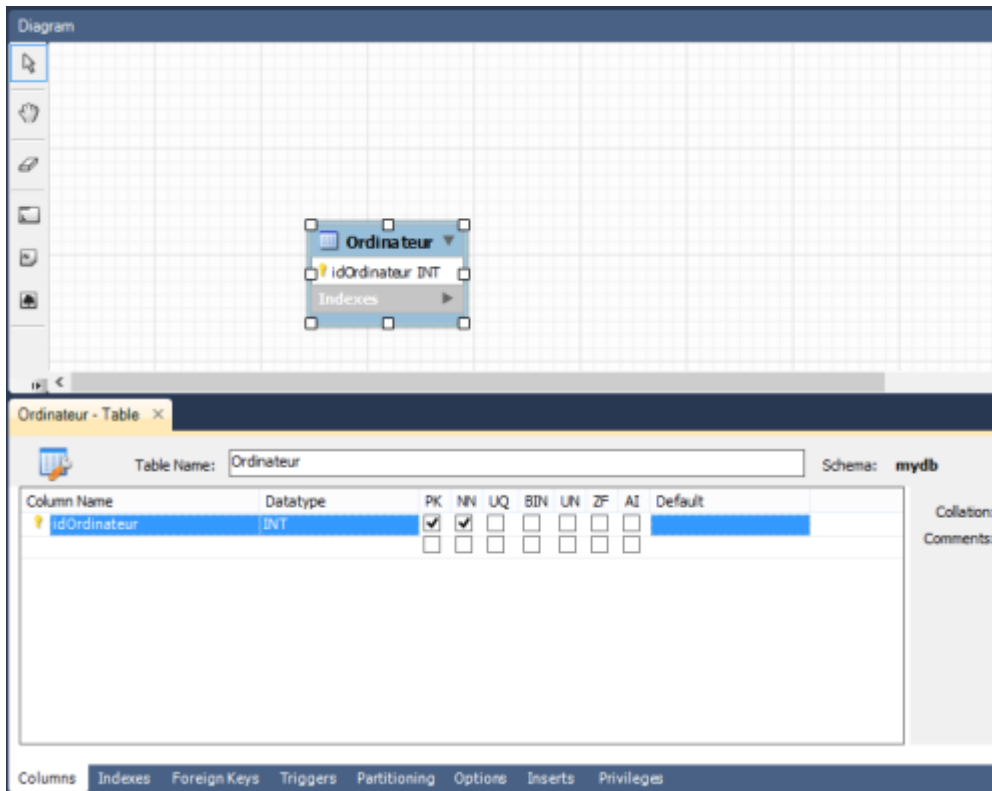 Diagram
Ordinateur
idOrdinateur INT
Indexes
Ordinateur - Table
Table Name: Ordinateur Schema: mydb
Column Name Datatype PK NN UQ BIN UN ZF AI Default
idOrdinateur INT
Collation:
Comments:
Columns Indexes Foreign Keys Triggers Partitioning Options Inserts Privileges